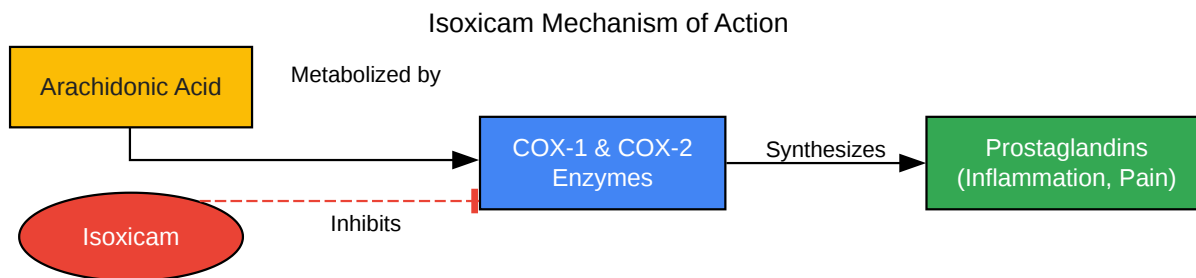 Isoxicam Mechanism of Action
Arachidonic Acid
Metabolized by
COX-1 & COX-2
Enzymes
Synthesizes
Prostaglandins
(Inflammation, Pain)
Isoxicam
Inhibits